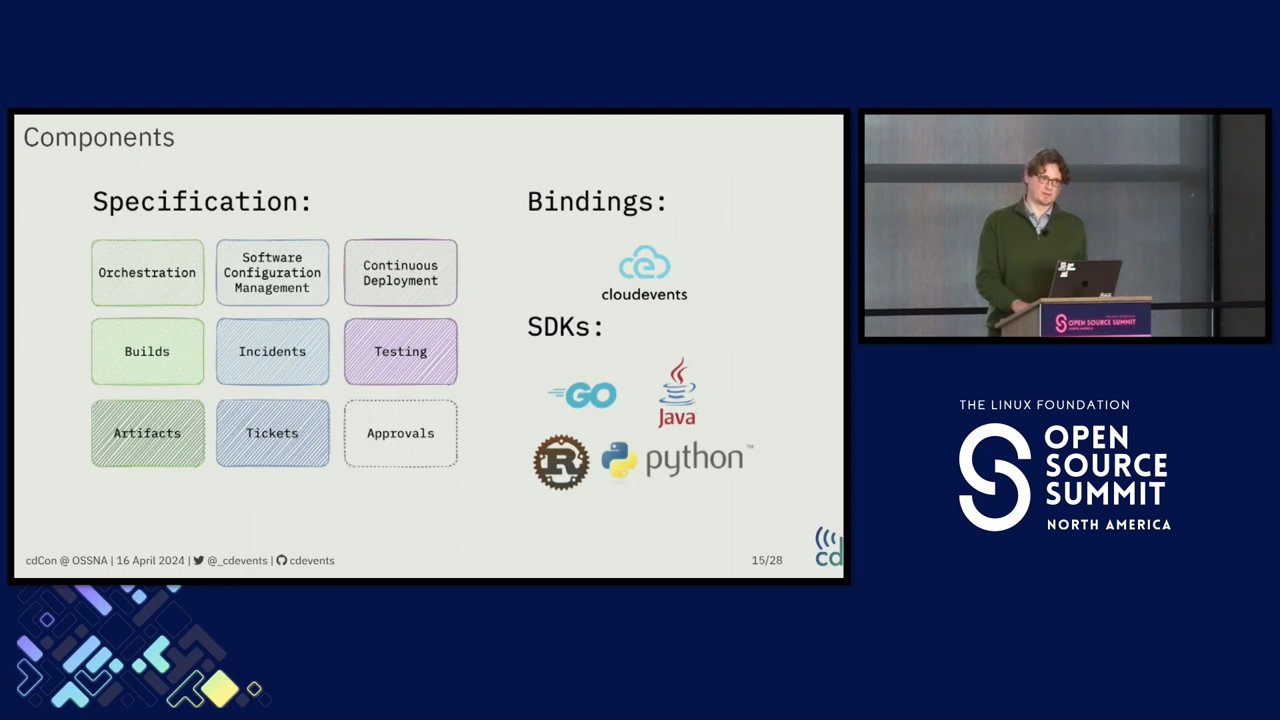 Components
Specification:
Orchestration
Software
Configuration
Management
Continuous
Deployment
Builds
Incidents
Testing
Artifacts
Tickets
Approvals
Bindings:
cloudevents
SDKs:
GO
Java
R
python™
cdCon @ OSSNA | 16 April 2024 | @_cdevents | cdevents
15/28
cd
OPEN SOURCE SUMMIT
THE LINUX FOUNDATION
OPEN
SOURCE
SUMMIT
NORTH AMERICA